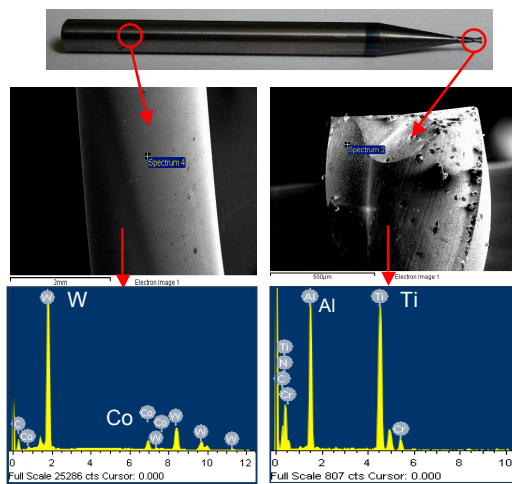 Spectrum 4
Spectrum 2
3mm
Electron Image 1
500µm
Electron Image 1
W
W
Co
C
Co
Co
Co
W
W
W
W
0 2 4 6 8 10 12
Full Scale 25286 cts Cursor: 0.000
Al
Al
Ti
Ti
Ti
N
C
Cr
Cr
0 2 4 6 8 10
Full Scale 807 cts Cursor: 0.000